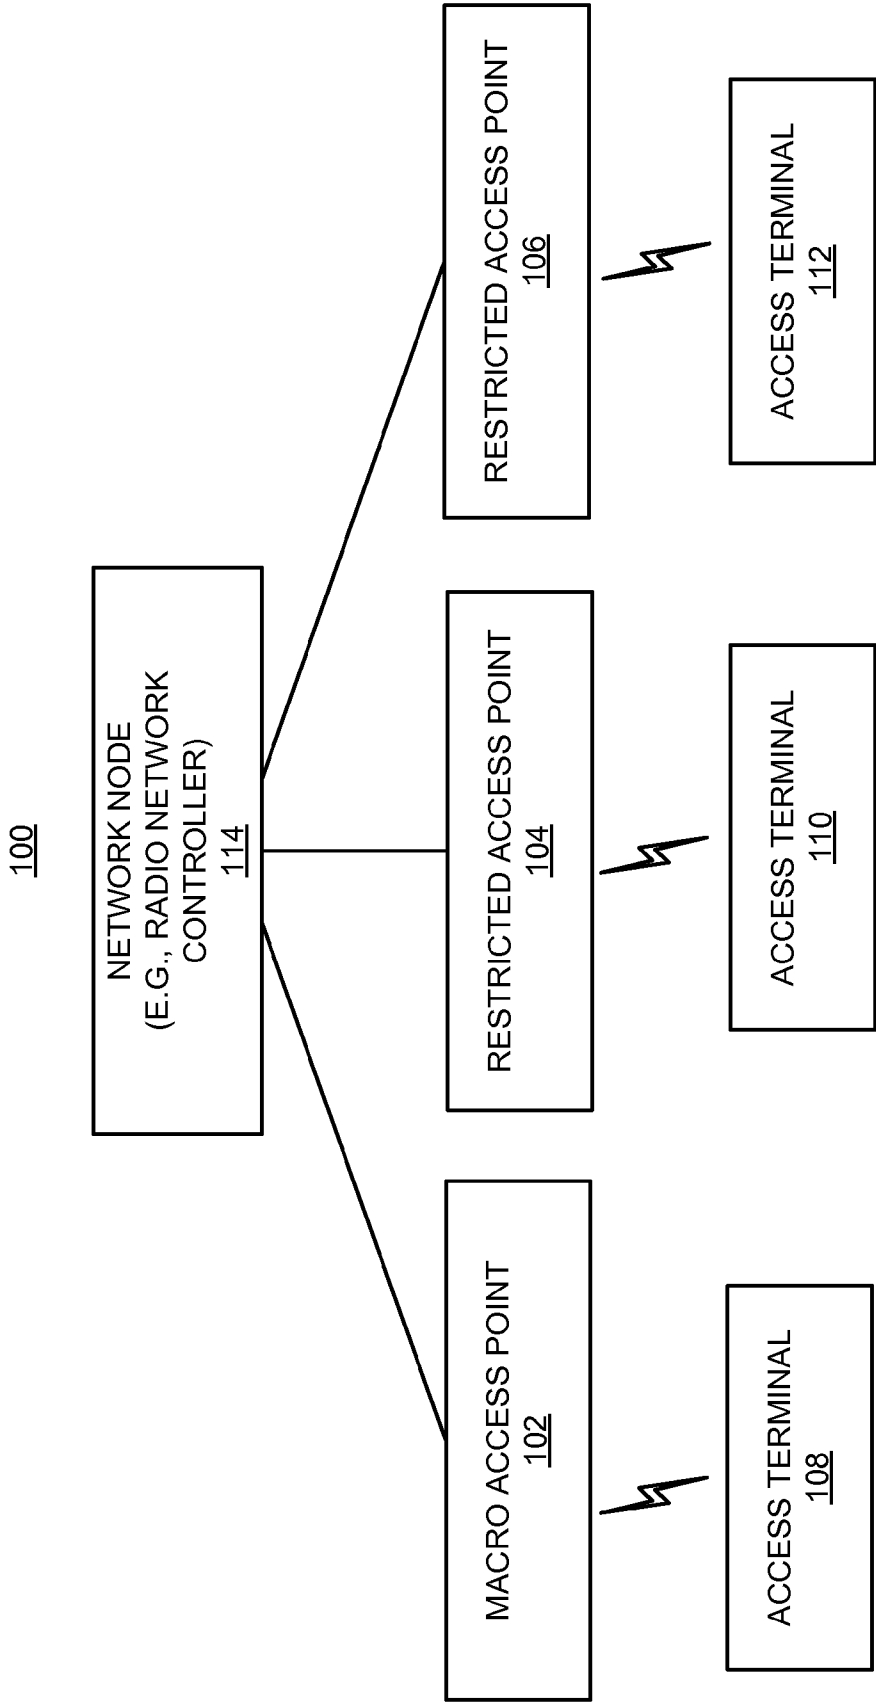 100
NETWORK NODE
(E.G., RADIO NETWORK
CONTROLLER)
114
MACRO ACCESS POINT
102
RESTRICTED ACCESS POINT
104
RESTRICTED ACCESS POINT
106
ACCESS TERMINAL
108
ACCESS TERMINAL
110
ACCESS TERMINAL
112